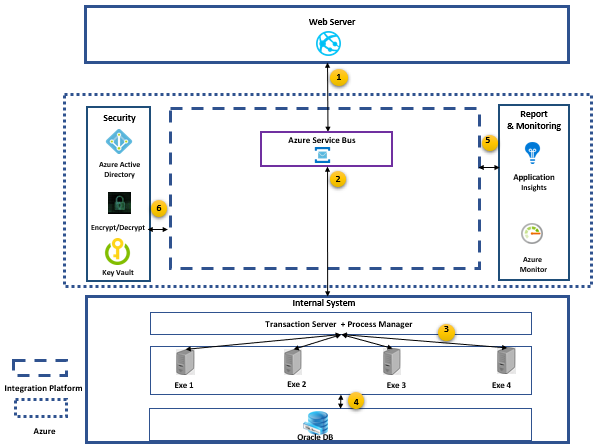 Web Server
1
Security
Azure Active
Directory
Encrypt/Decrypt
Key Vault
6
Azure Service Bus
2
5
Report
& Monitoring
Application
Insights
Azure
Monitor
Internal System
Transaction Server + Process Manager
3
Exe 1
Exe 2
Exe 3
Exe 4
4
Oracle DB
Integration Platform
Azure